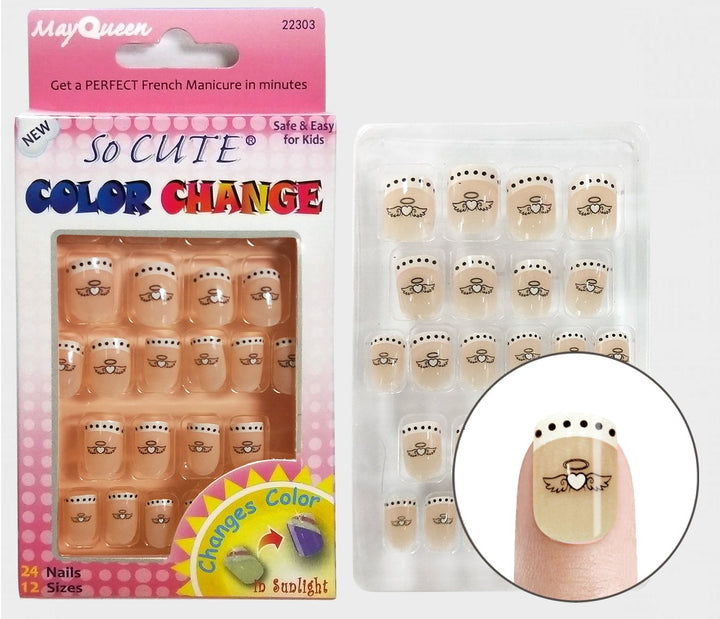 MayQueen
22303
Get a PERFECT French Manicure in minutes
NEW
Safe & Easy
for Kids
So CUTE®
COLOR CHANGE
Changes Color
in Sunlight
24 Nails
12 Sizes